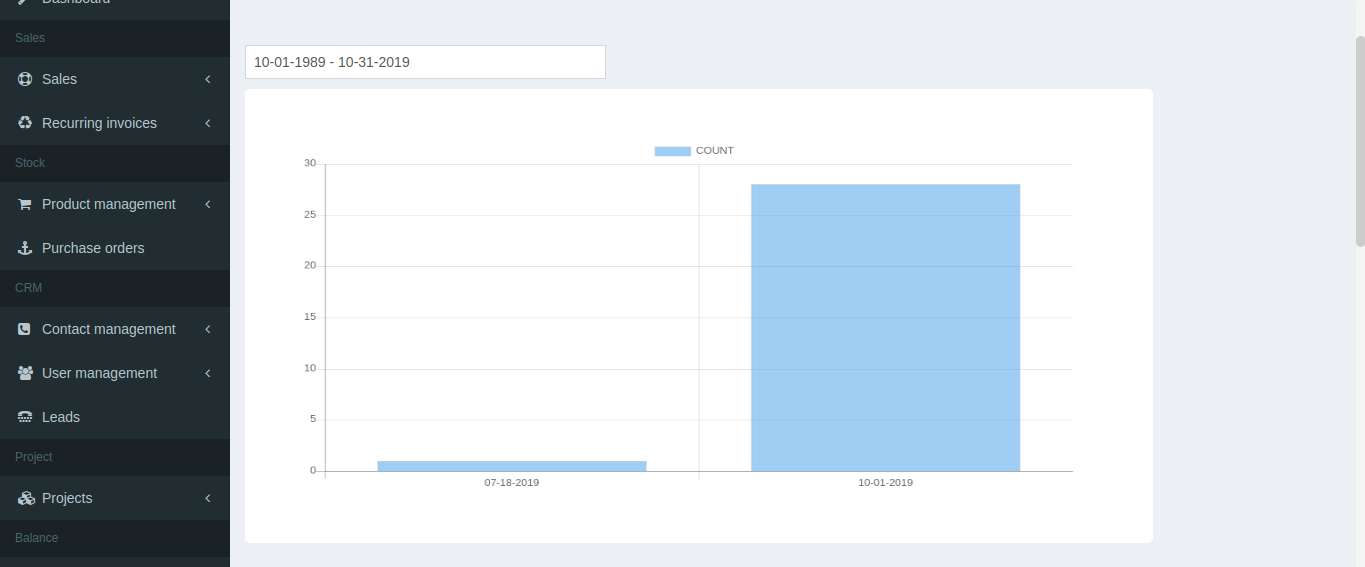 Dashboard
Sales
Sales
Recurring invoices
Stock
Product management
Purchase orders
CRM
Contact management
User management
Leads
Project
Projects
Balance
10-01-1989 - 10-31-2019
COUNT
30
25
20
15
10
5
0
07-18-2019
10-01-2019